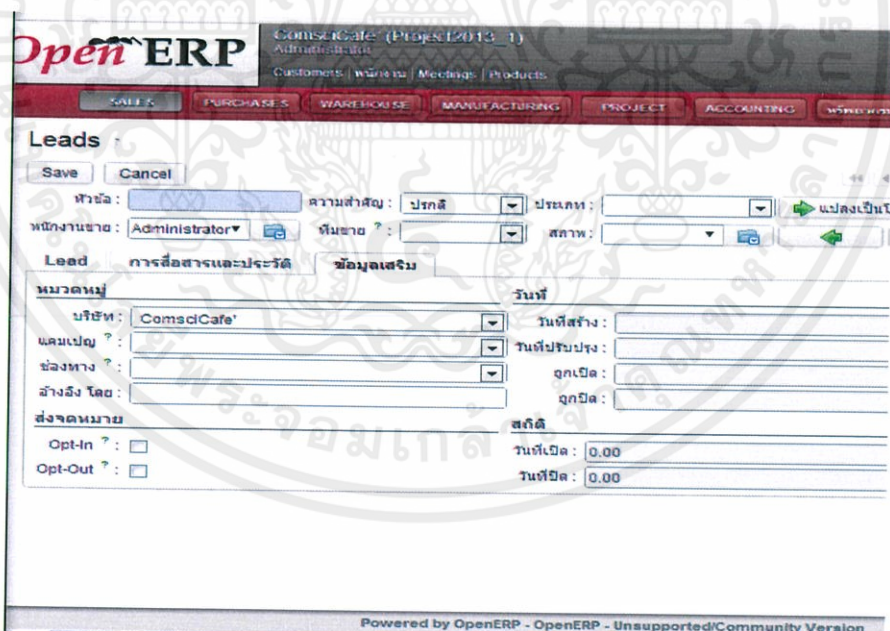 OpenERP
ComsciCafe' (Project2013_1)
Administrator
Customers | พนักงาน | Meetings | Products
SALES PURCHASES WAREHOUSE MANUFACTURING PROJECT ACCOUNTING
Leads
Save Cancel
หัวข้อ : ความสำคัญ : ปรกติ ประเภท : แปลงเป็น
พนักงานขาย : Administrator ทีมขาย ? : สภาพ :
Lead การสื่อสารและประวัติ ข้อมูลเสริม
หมวดหมู่ วันที่
บริษัท : ComsciCafe' วันที่สร้าง :
แคมเปญ ? : วันที่ปรับปรุง :
ช่องทาง ? : ถูกเปิด :
อ้างอิง โดย : ถูกปิด :
ส่งจดหมาย สถิติ
Opt-In ? : วันที่เปิด : 0.00
Opt-Out ? : วันที่ปิด : 0.00
Powered by OpenERP - OpenERP - Unsupported/Community Version